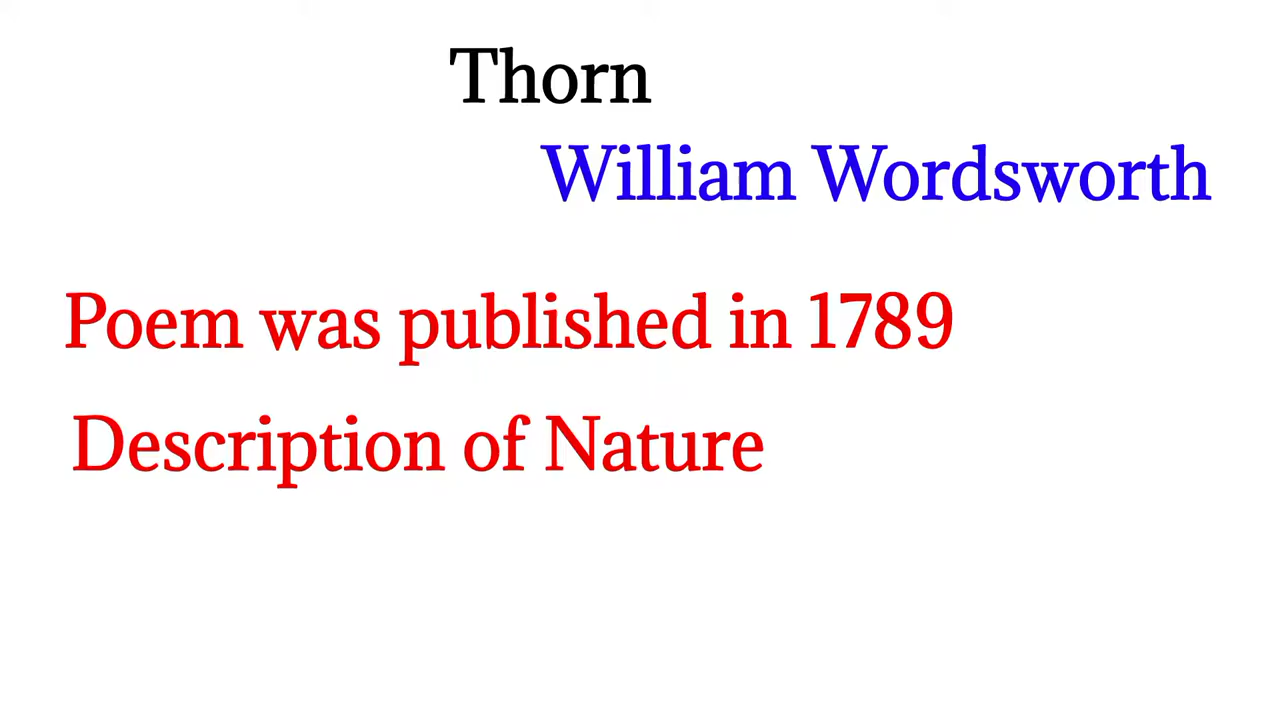 Thorn
William Wordsworth
Poem was published in 1789
Description of Nature